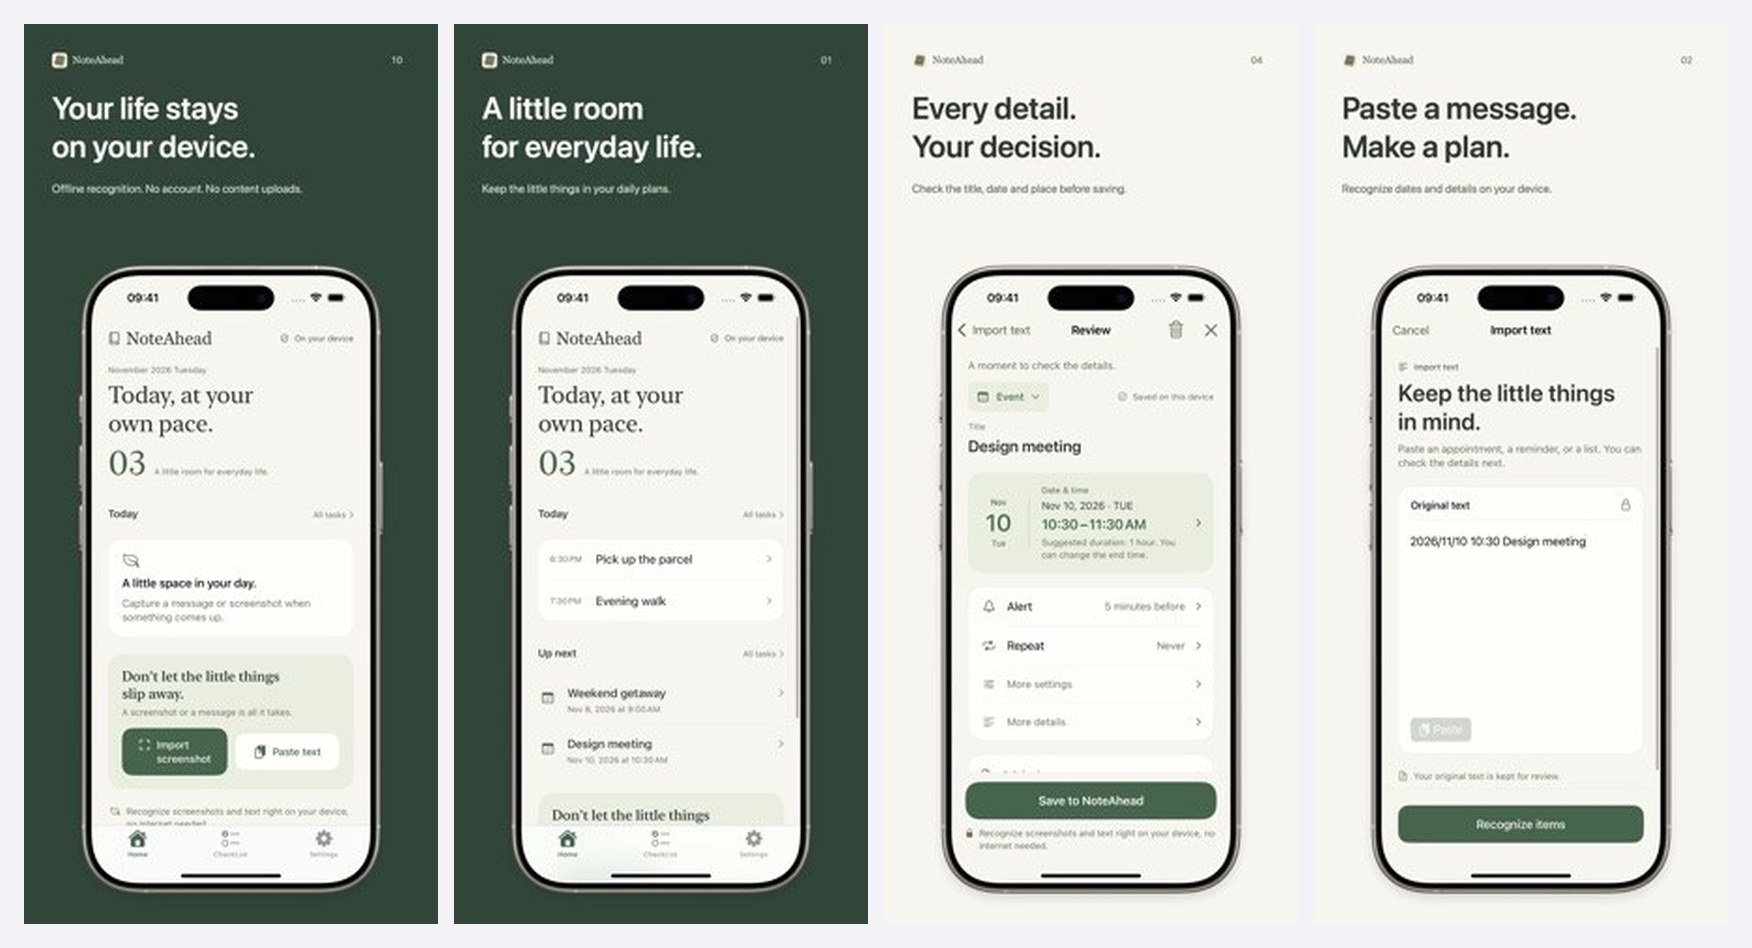 NoteAhead
10
Your life stays
on your device.
Offline recognition. No account. No content uploads.
09:41
NoteAhead
On your device
November 2026 Tuesday
Today, at your
own pace.
03 A little room for everyday life.
Today
All tasks
A little space in your day.
Capture a message or screenshot when
something comes up.
Don't let the little things
slip away.
A screenshot or a message is all it takes.
Import
screenshot
Paste text
Recognize screenshots and text right on your device,
no internet needed.
Home
CheckList
Settings
NoteAhead
01
A little room
for everyday life.
Keep the little things in your daily plans.
09:41
NoteAhead
On your device
November 2026 Tuesday
Today, at your
own pace.
03 A little room for everyday life.
Today
All tasks
6:30 PM Pick up the parcel
7:30 PM Evening walk
Up next
All tasks
Weekend getaway
Nov 8, 2026 at 9:00 AM
Design meeting
Nov 10, 2026 at 10:30 AM
Don't let the little things
Home
CheckList
Settings
NoteAhead
04
Every detail.
Your decision.
Check the title, date and place before saving.
09:41
Import text
Review
A moment to check the details.
Event
Saved on this device
Title
Design meeting
Nov
10
Tue
Date & time
Nov 10, 2026 · TUE
10:30 – 11:30 AM
Suggested duration: 1 hour. You
can change the end time.
Alert
5 minutes before
Repeat
Never
More settings
More details
Save to NoteAhead
Recognize screenshots and text right on your device, no
internet needed.
NoteAhead
02
Paste a message.
Make a plan.
Recognize dates and details on your device.
09:41
Cancel
Import text
Import text
Keep the little things
in mind.
Paste an appointment, a reminder, or a list. You can
check the details next.
Original text
2026/11/10 10:30 Design meeting
Paste
Your original text is kept for review.
Recognize items